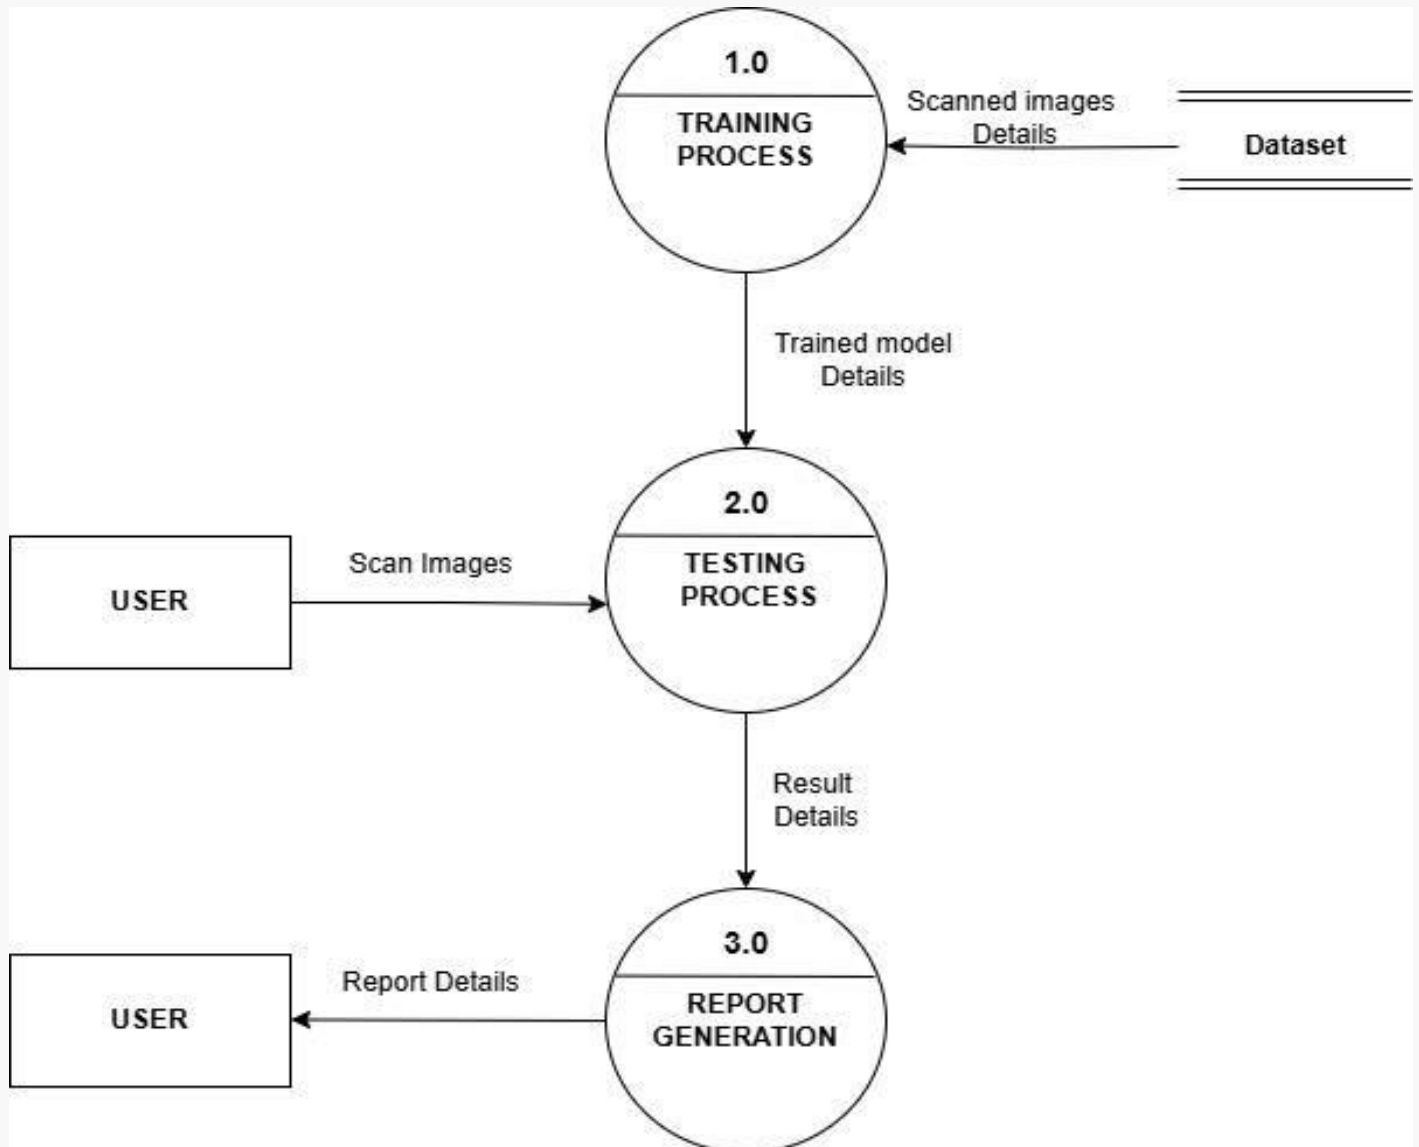 1.0
TRAINING
PROCESS
Scanned images
Details
Dataset
Trained model
Details
2.0
TESTING
PROCESS
Scan Images
USER
Result
Details
3.0
REPORT
GENERATION
Report Details
USER